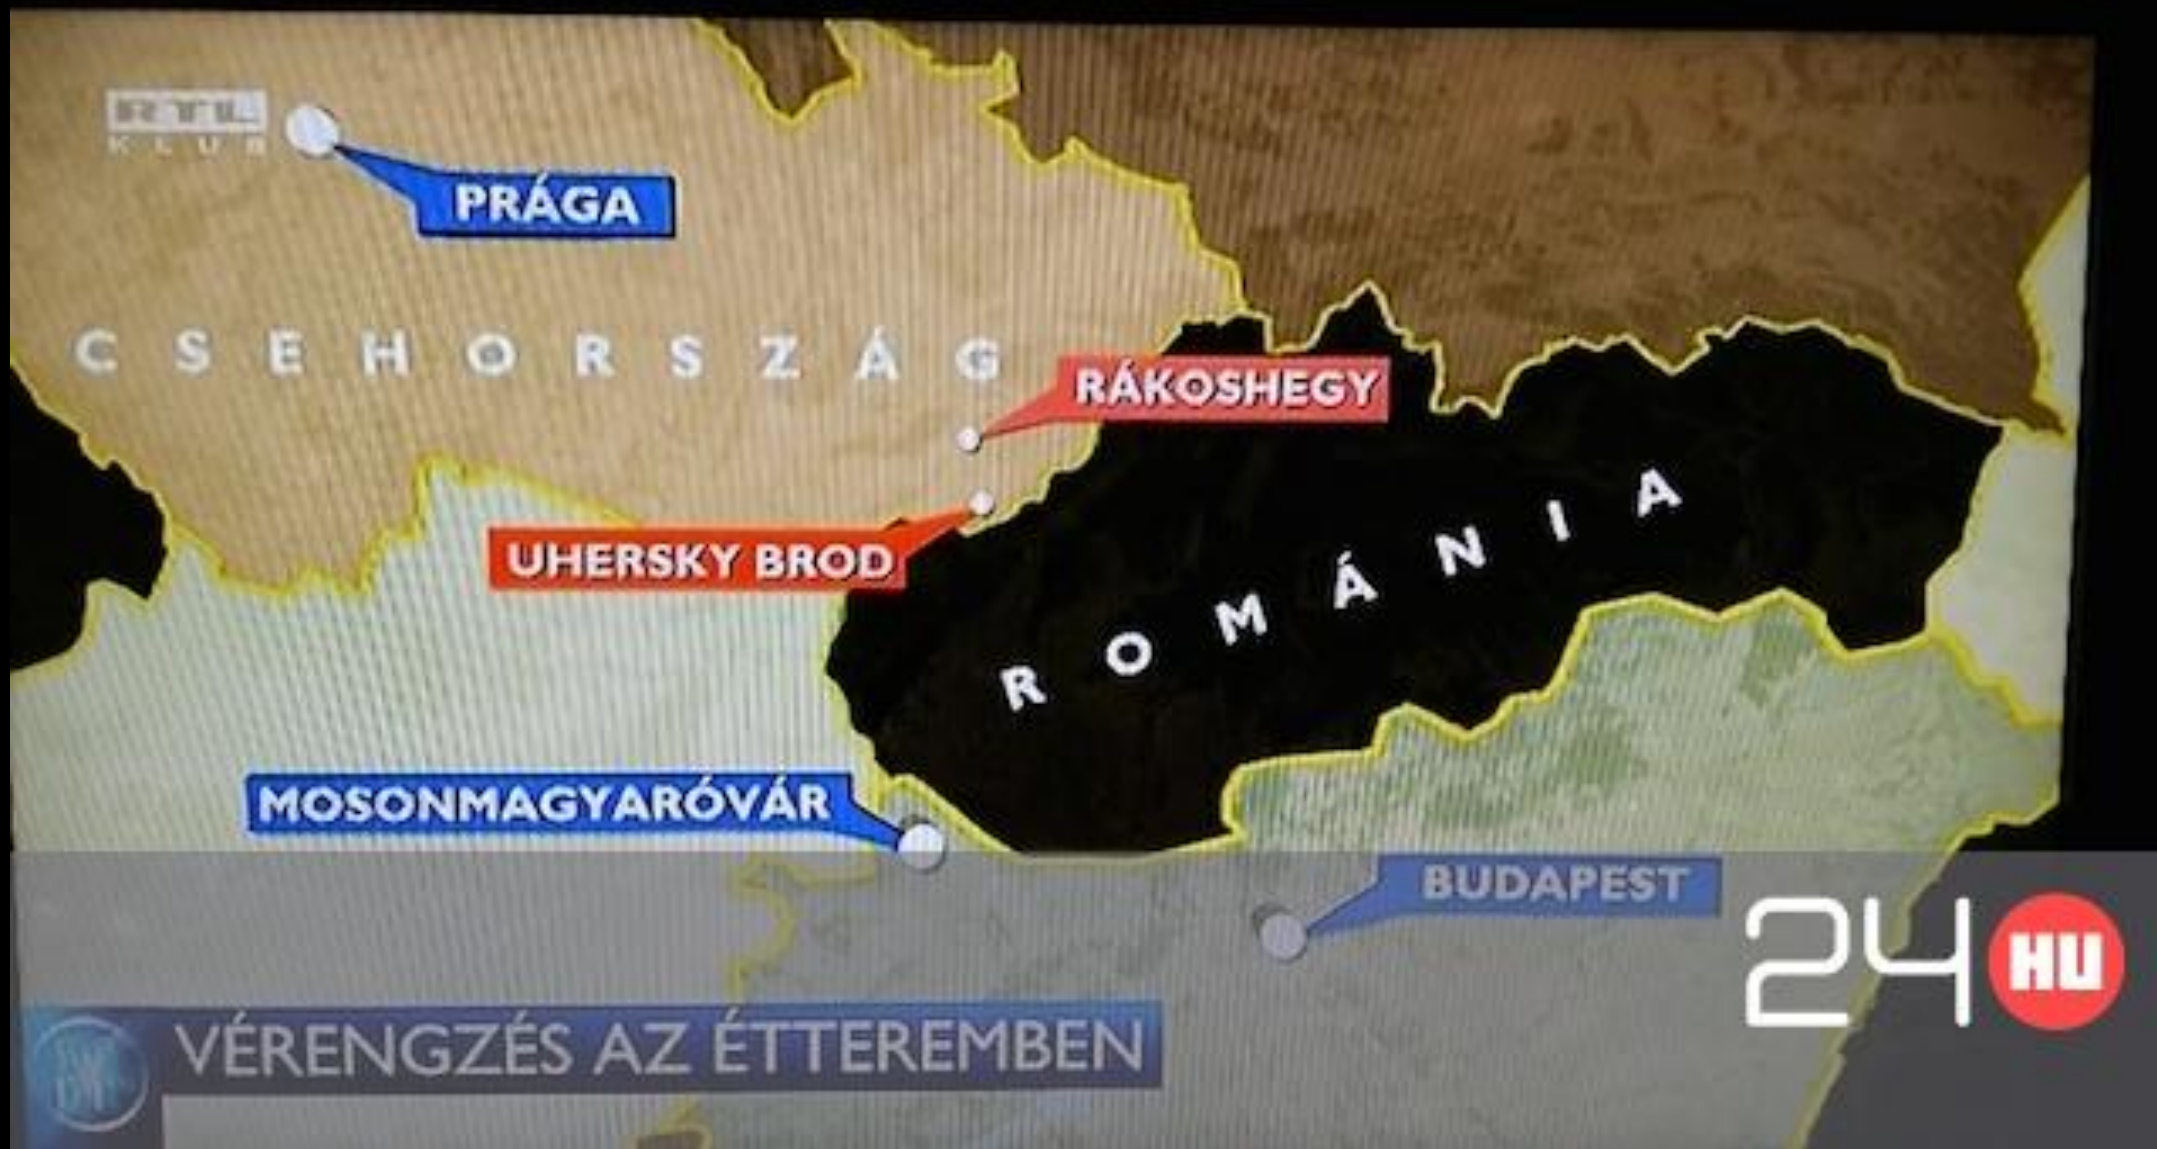 RTL
KLUB
PRÁGA
CSEHORSZÁG
RÁKOSHEGY
UHERSKY BROD
ROMÁNIA
MOSONMAGYARÓVÁR
BUDAPEST
24 HU
VÉRENGZÉS AZ ÉTTEREMBEN